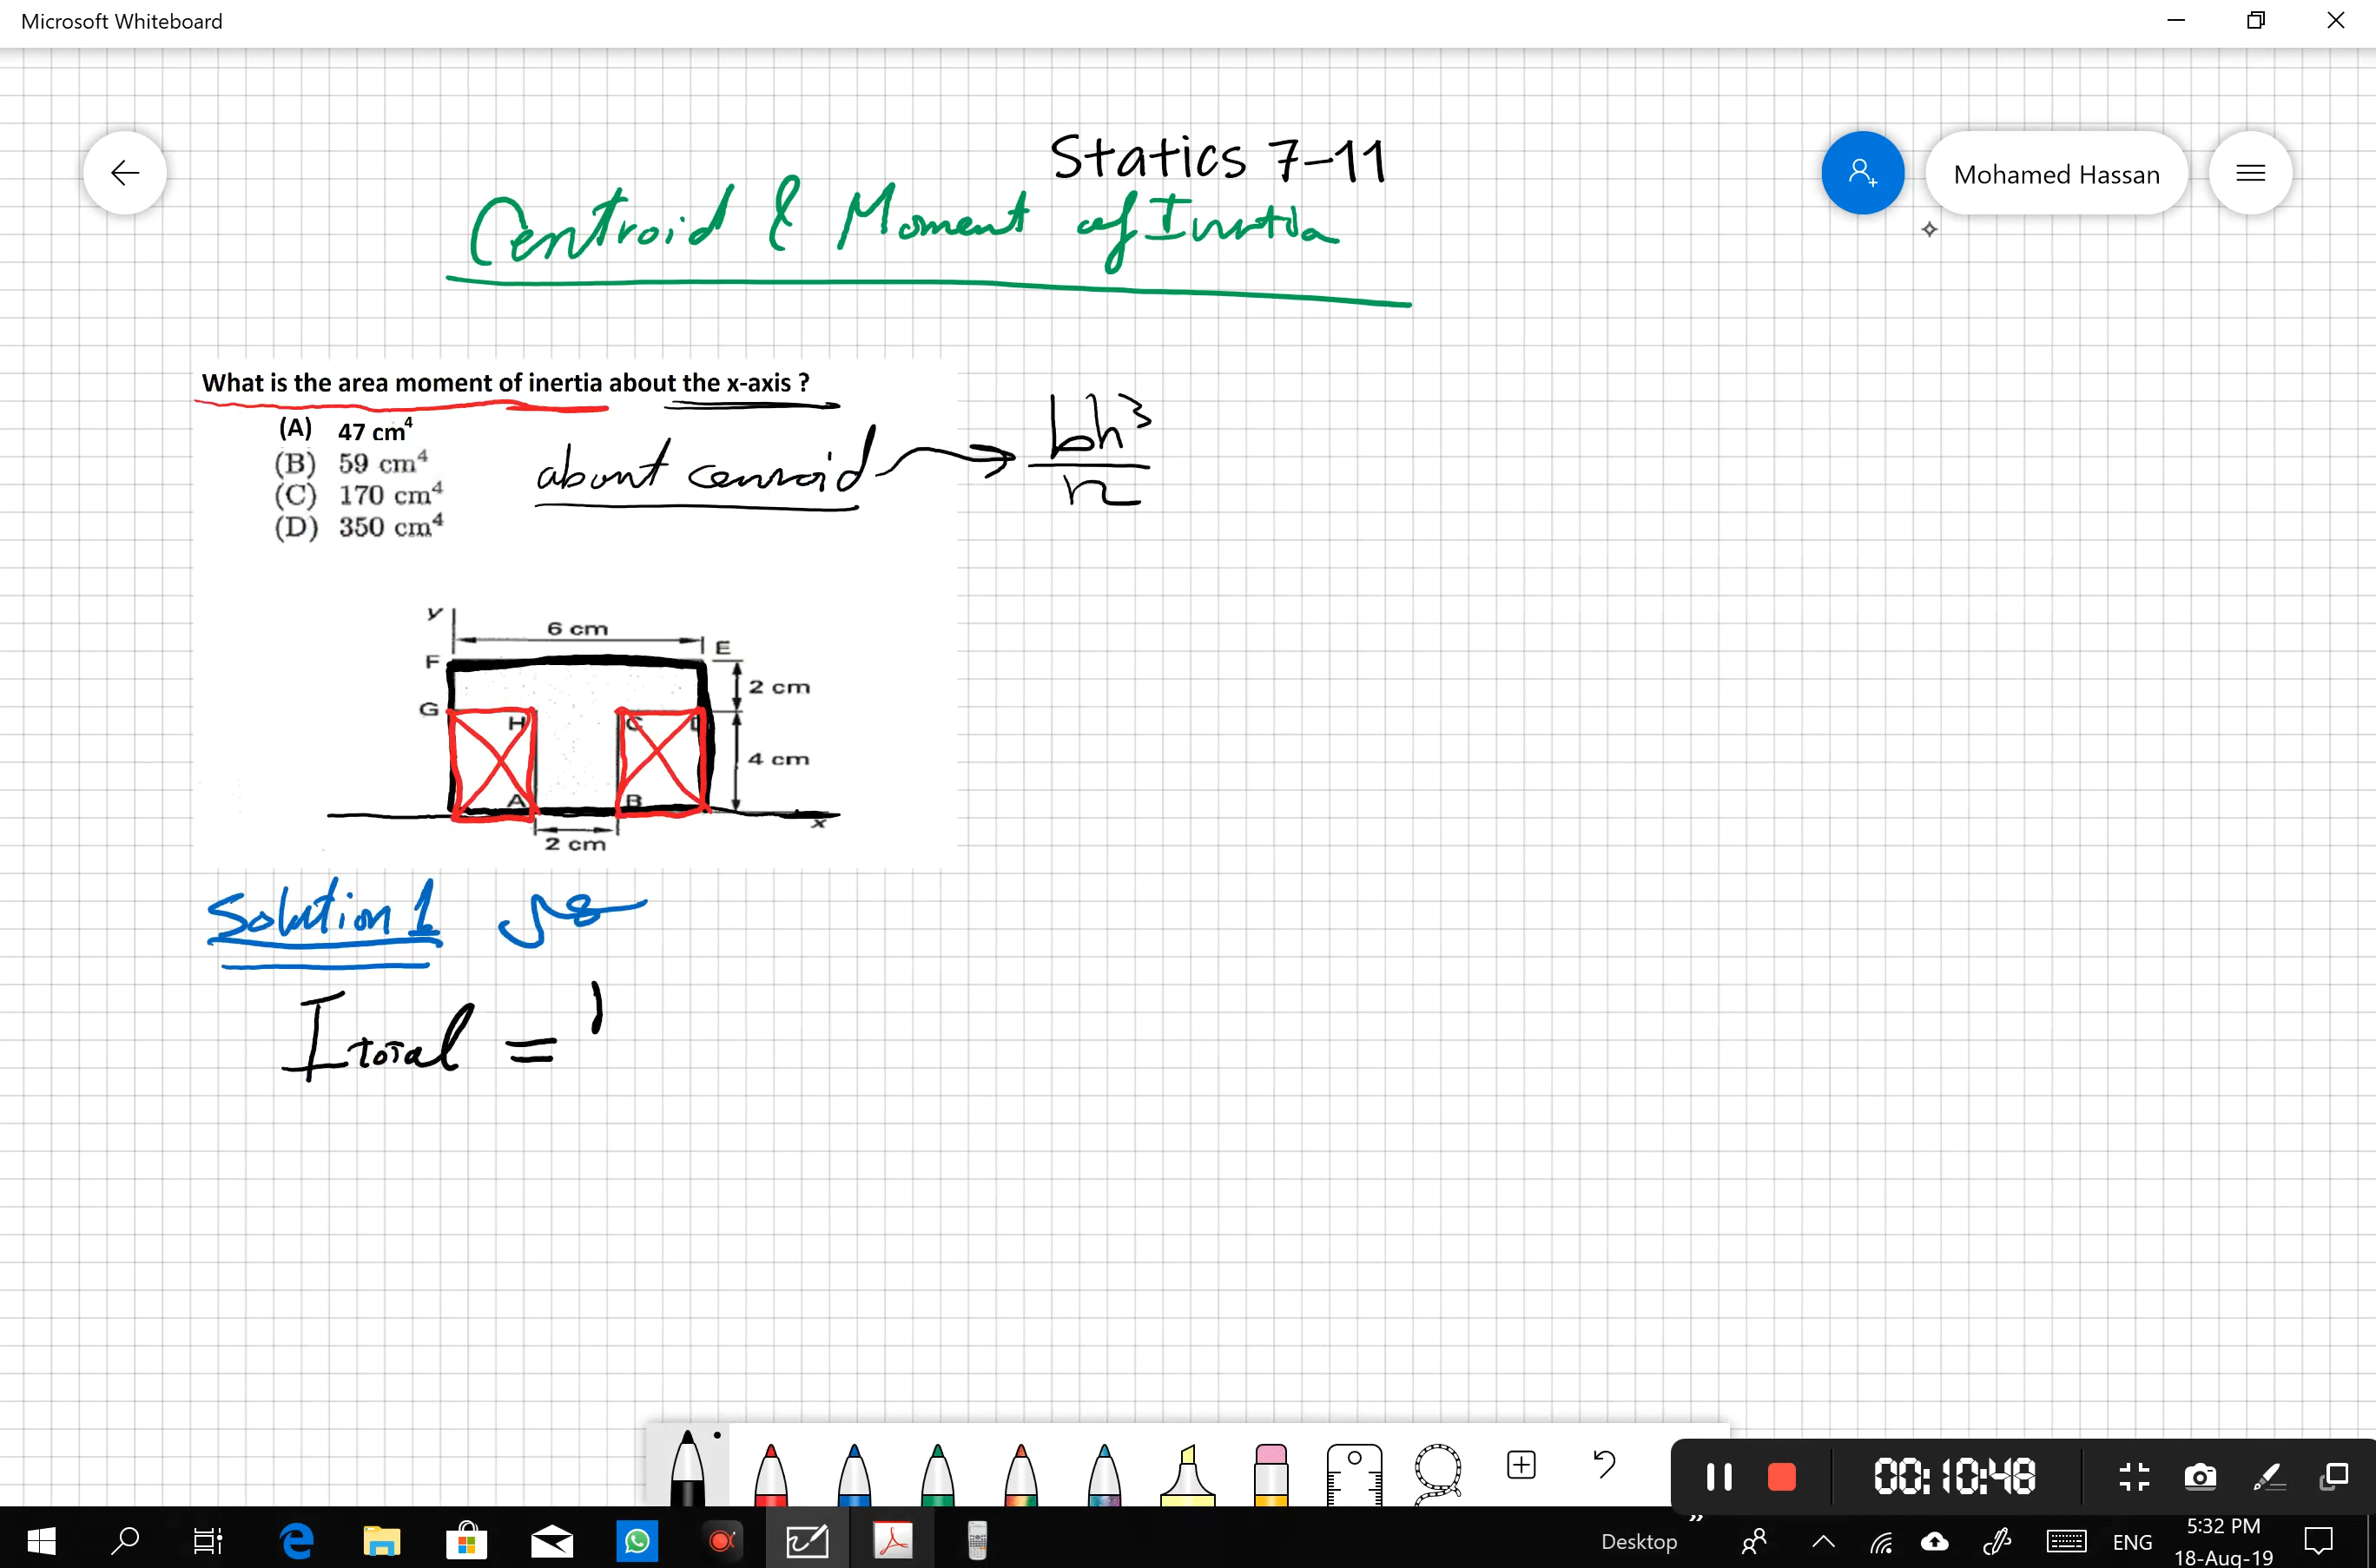 Microsoft Whiteboard
Statics 7-11
Mohamed Hassan
Centroid & Moment of Inertia
What is the area moment of inertia about the x-axis ?
(A) 47 cm⁴
(B) 59 cm⁴
(C) 170 cm⁴
(D) 350 cm⁴
about centroid
bh³
12
y
6 cm
F
E
2 cm
G
H
C
D
4 cm
A
B
x
2 cm
Solution 1
I total =
00:10:48
Desktop
ENG
5:32 PM
18-Aug-19